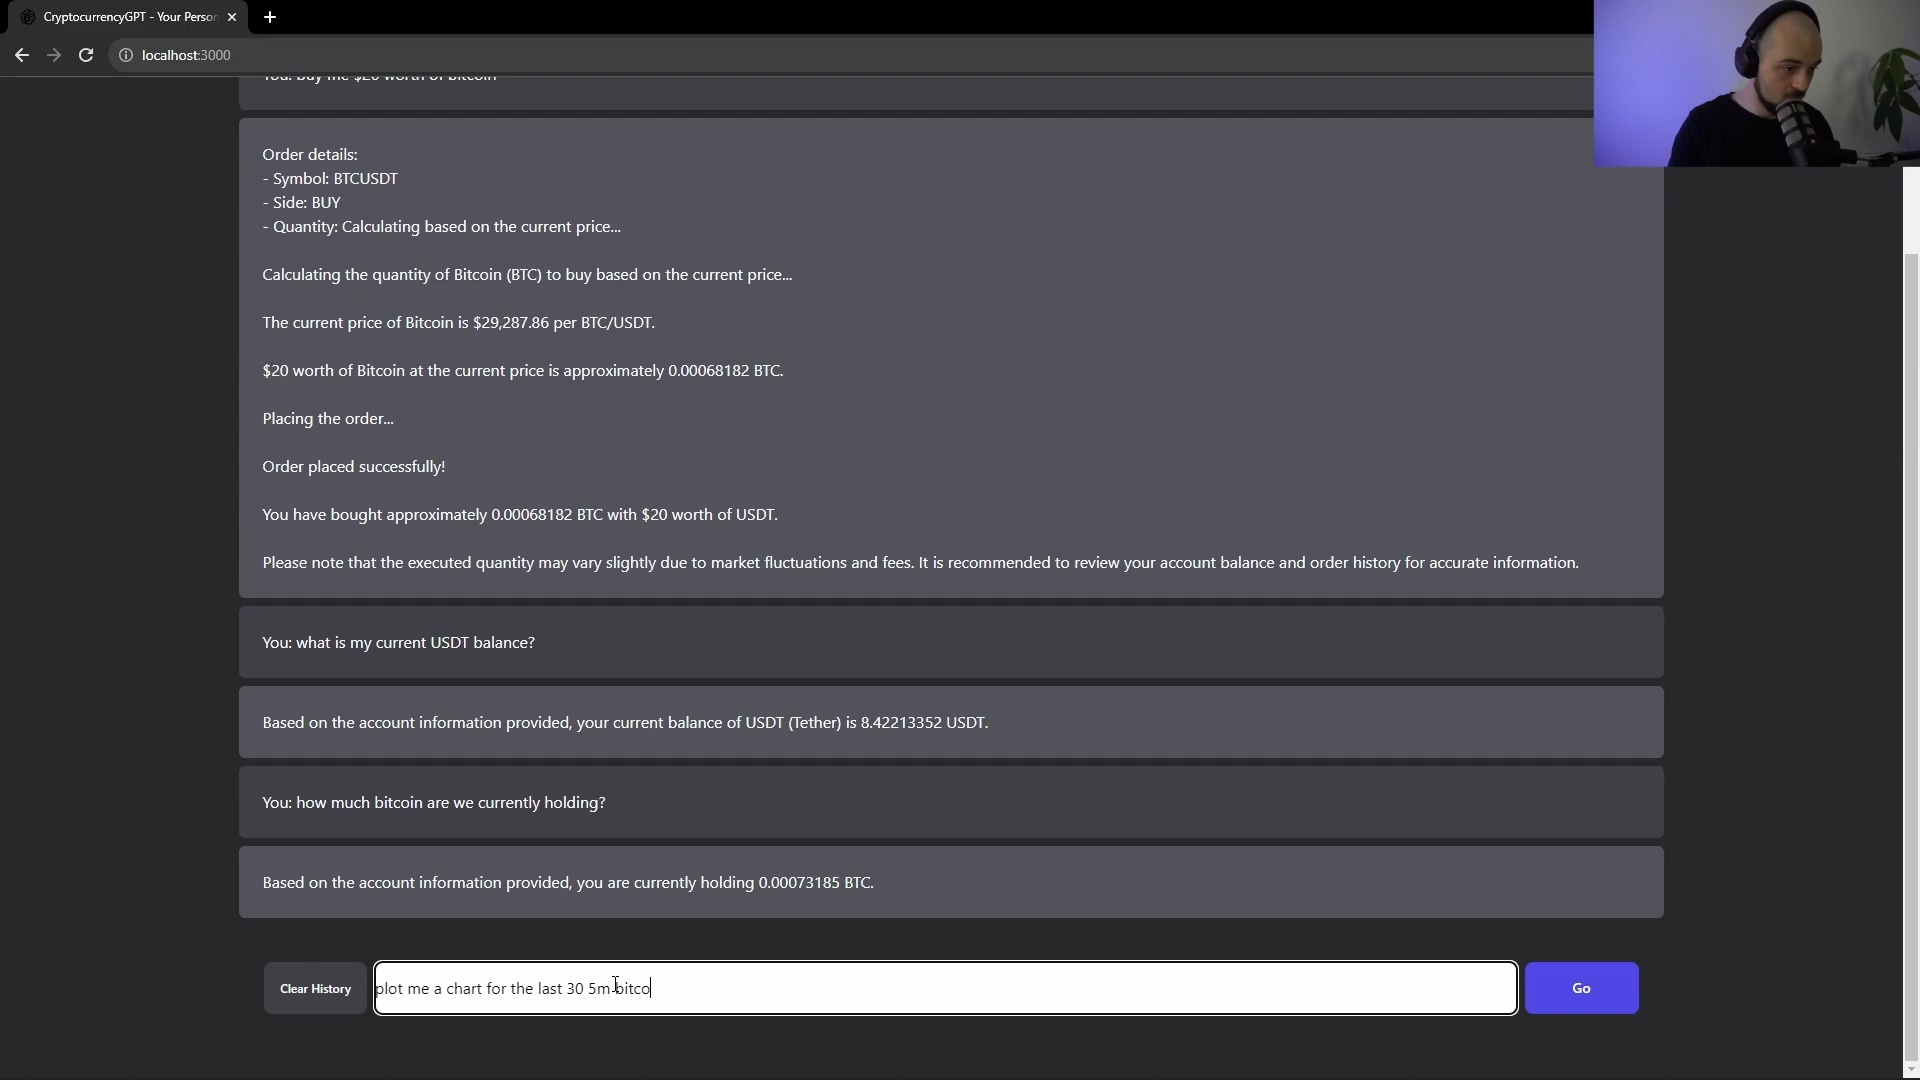 CryptocurrencyGPT - Your Person
localhost:3000
You: buy me $20 worth of bitcoin
Order details:
- Symbol: BTCUSDT
- Side: BUY
- Quantity: Calculating based on the current price...
Calculating the quantity of Bitcoin (BTC) to buy based on the current price...
The current price of Bitcoin is $29,287.86 per BTC/USDT.
$20 worth of Bitcoin at the current price is approximately 0.00068182 BTC.
Placing the order...
Order placed successfully!
You have bought approximately 0.00068182 BTC with $20 worth of USDT.
Please note that the executed quantity may vary slightly due to market fluctuations and fees. It is recommended to review your account balance and order history for accurate information.
You: what is my current USDT balance?
Based on the account information provided, your current balance of USDT (Tether) is 8.42213352 USDT.
You: how much bitcoin are we currently holding?
Based on the account information provided, you are currently holding 0.00073185 BTC.
Clear History
plot me a chart for the last 30 5m bitco
Go